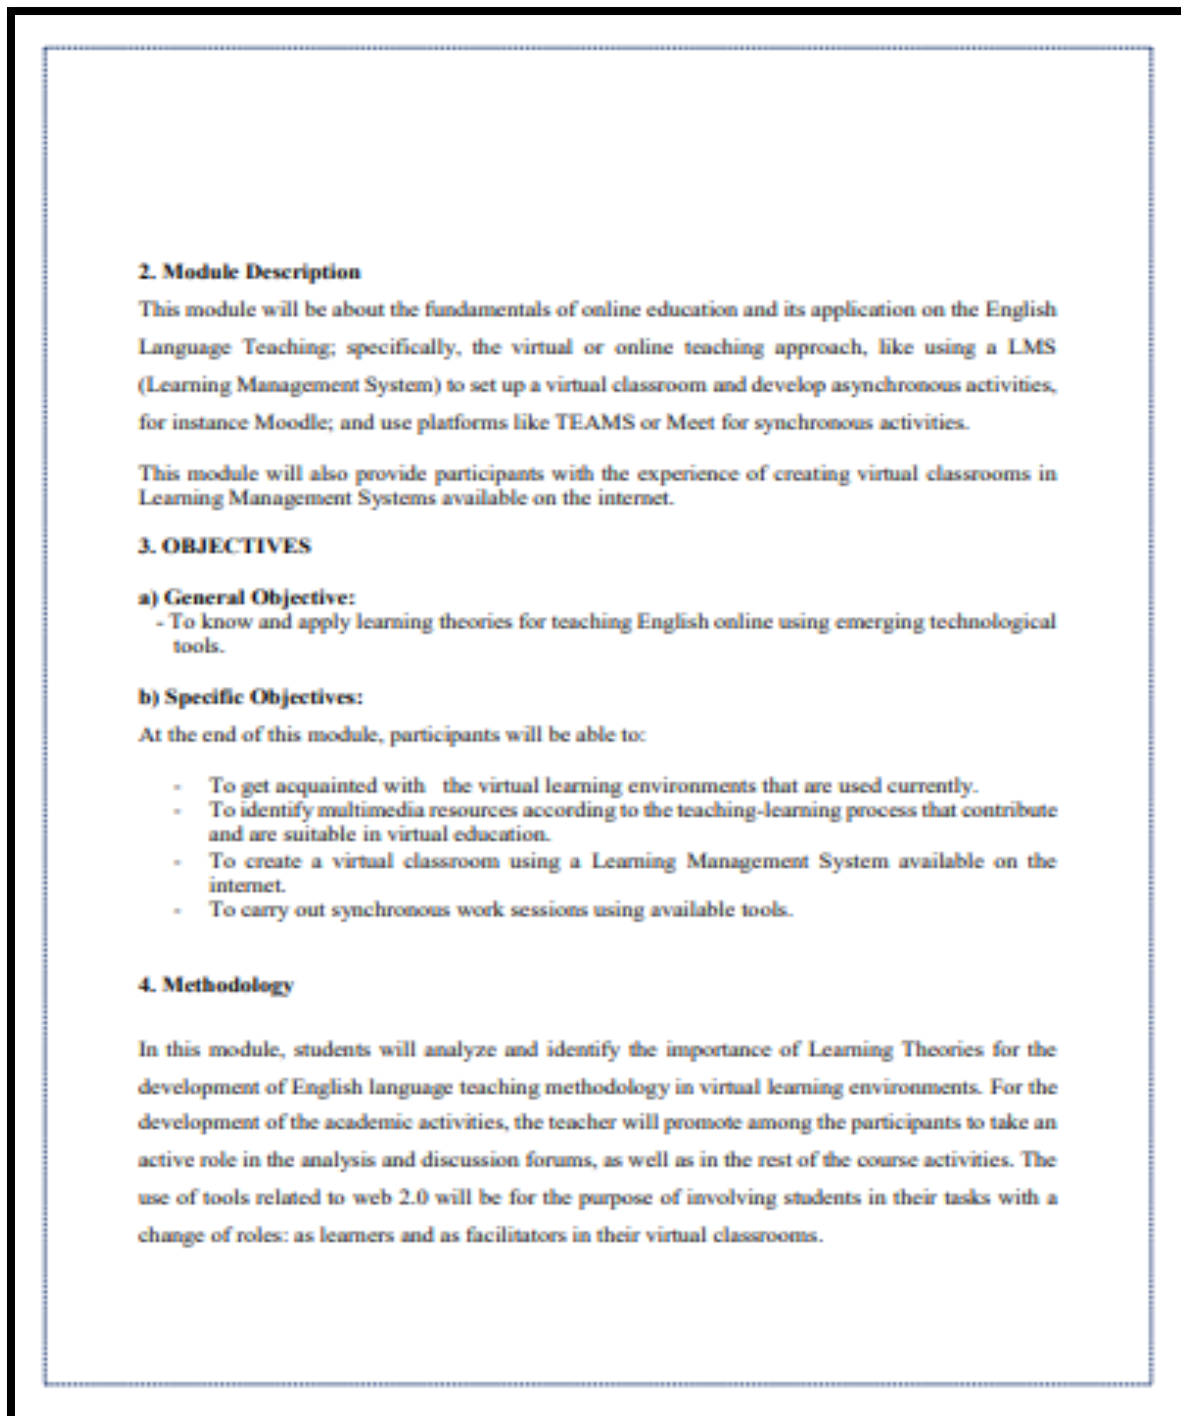 2. Module Description
This module will be about the fundamentals of online education and its application on the English
Language Teaching; specifically, the virtual or online teaching approach, like using a LMS
(Learning Management System) to set up a virtual classroom and develop asynchronous activities,
for instance Moodle; and use platforms like TEAMS or Meet for synchronous activities.
This module will also provide participants with the experience of creating virtual classrooms in
Learning Management Systems available on the internet.
3. OBJECTIVES
a) General Objective:
- To know and apply learning theories for teaching English online using emerging technological
tools.
b) Specific Objectives:
At the end of this module, participants will be able to:
- To get acquainted with the virtual learning environments that are used currently.
- To identify multimedia resources according to the teaching-learning process that contribute
and are suitable in virtual education.
- To create a virtual classroom using a Learning Management System available on the
internet.
- To carry out synchronous work sessions using available tools.
4. Methodology
In this module, students will analyze and identify the importance of Learning Theories for the
development of English language teaching methodology in virtual learning environments. For the
development of the academic activities, the teacher will promote among the participants to take an
active role in the analysis and discussion forums, as well as in the rest of the course activities. The
use of tools related to web 2.0 will be for the purpose of involving students in their tasks with a
change of roles: as learners and as facilitators in their virtual classrooms.